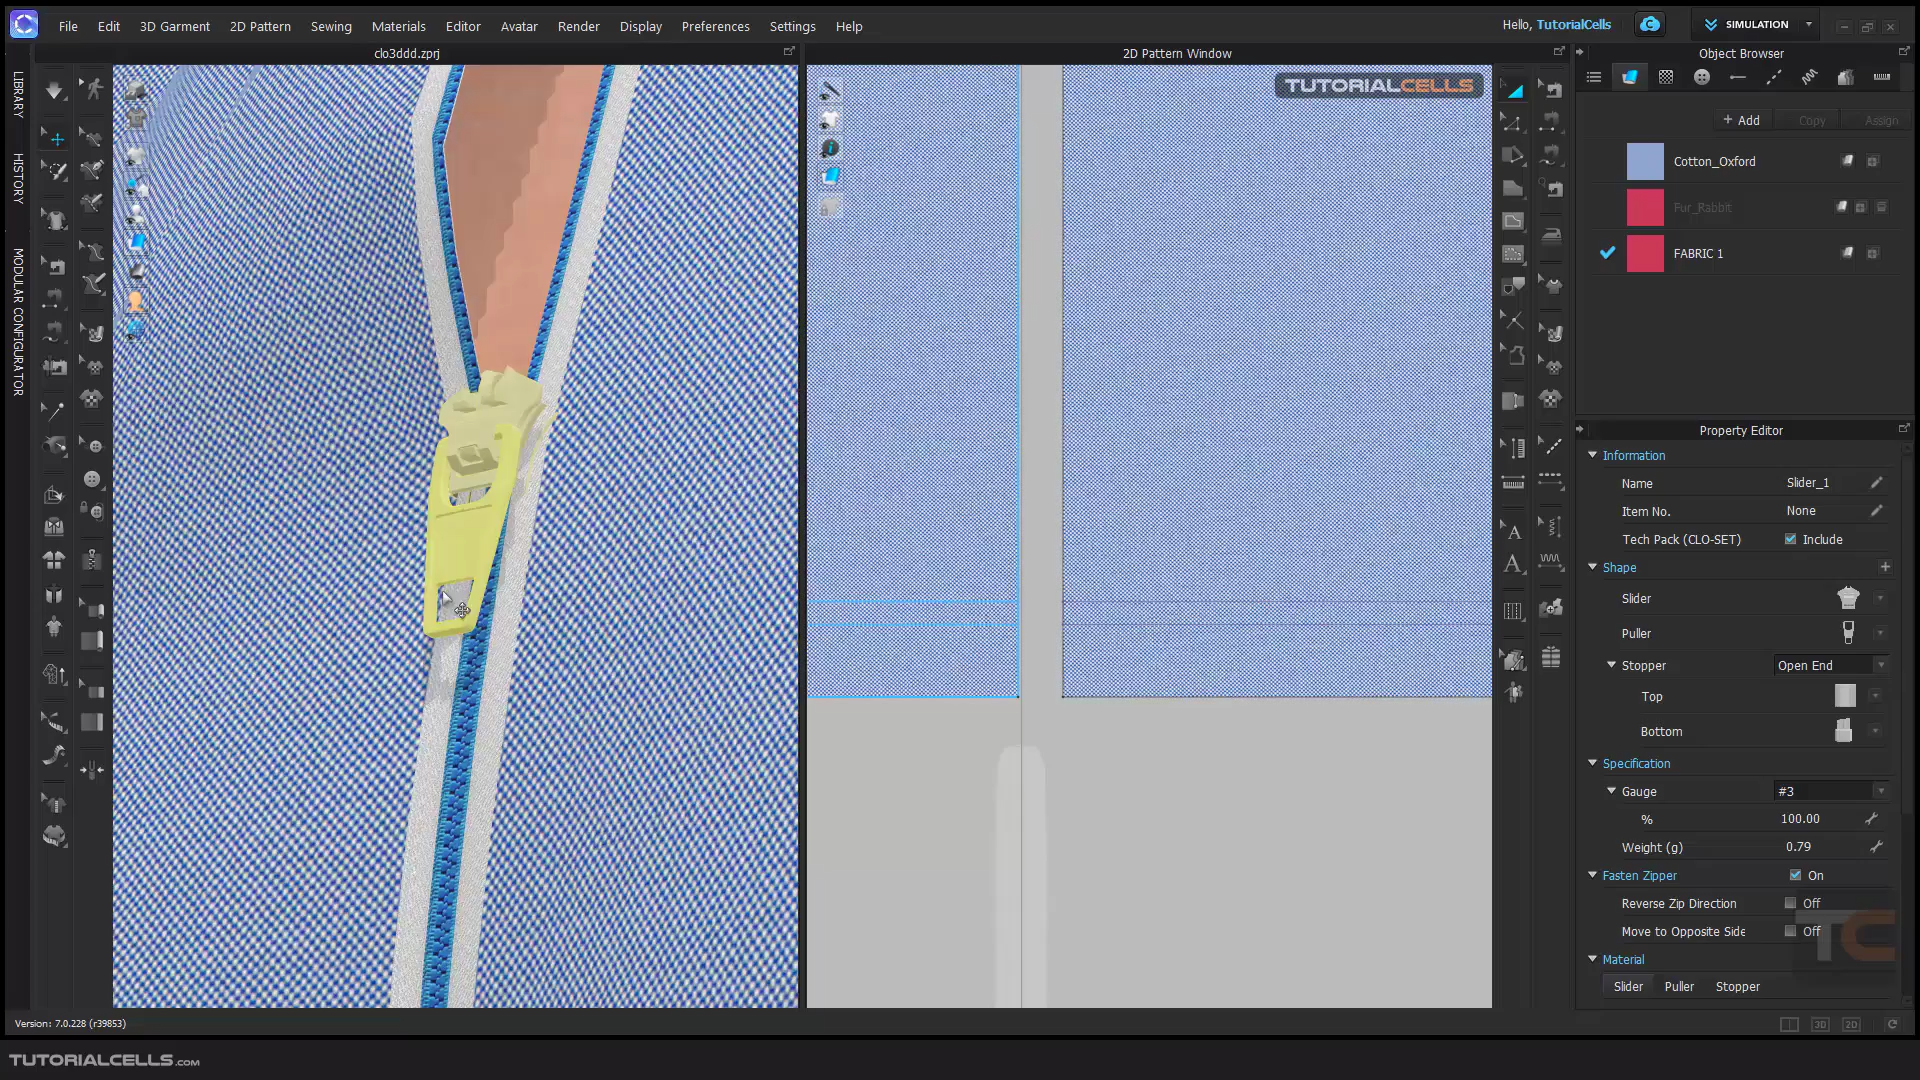 File Edit 3D Garment 2D Pattern Sewing Materials Editor Avatar Render Display Preferences Settings Help
Hello, TutorialCells
SIMULATION
clo3ddd.zprj
2D Pattern Window
Object Browser
LIBRARY
HISTORY
MODULAR CONFIGURATOR
TUTORIALCELLS
+ Add Copy Assign
Cotton_Oxford
Fur_Rabbit
FABRIC 1
Property Editor
Information
Name Slider_1
Item No. None
Tech Pack (CLO-SET) Include
Shape
Slider
Puller
Stopper Open End
Top
Bottom
Specification
Gauge #3
% 100.00
Weight (g) 0.79
Fasten Zipper On
Reverse Zip Direction Off
Move to Opposite Side Off
TC
Material
Slider Puller Stopper
Version: 7.0.228 (r39853)
3D 2D
TUTORIALCELLS.com